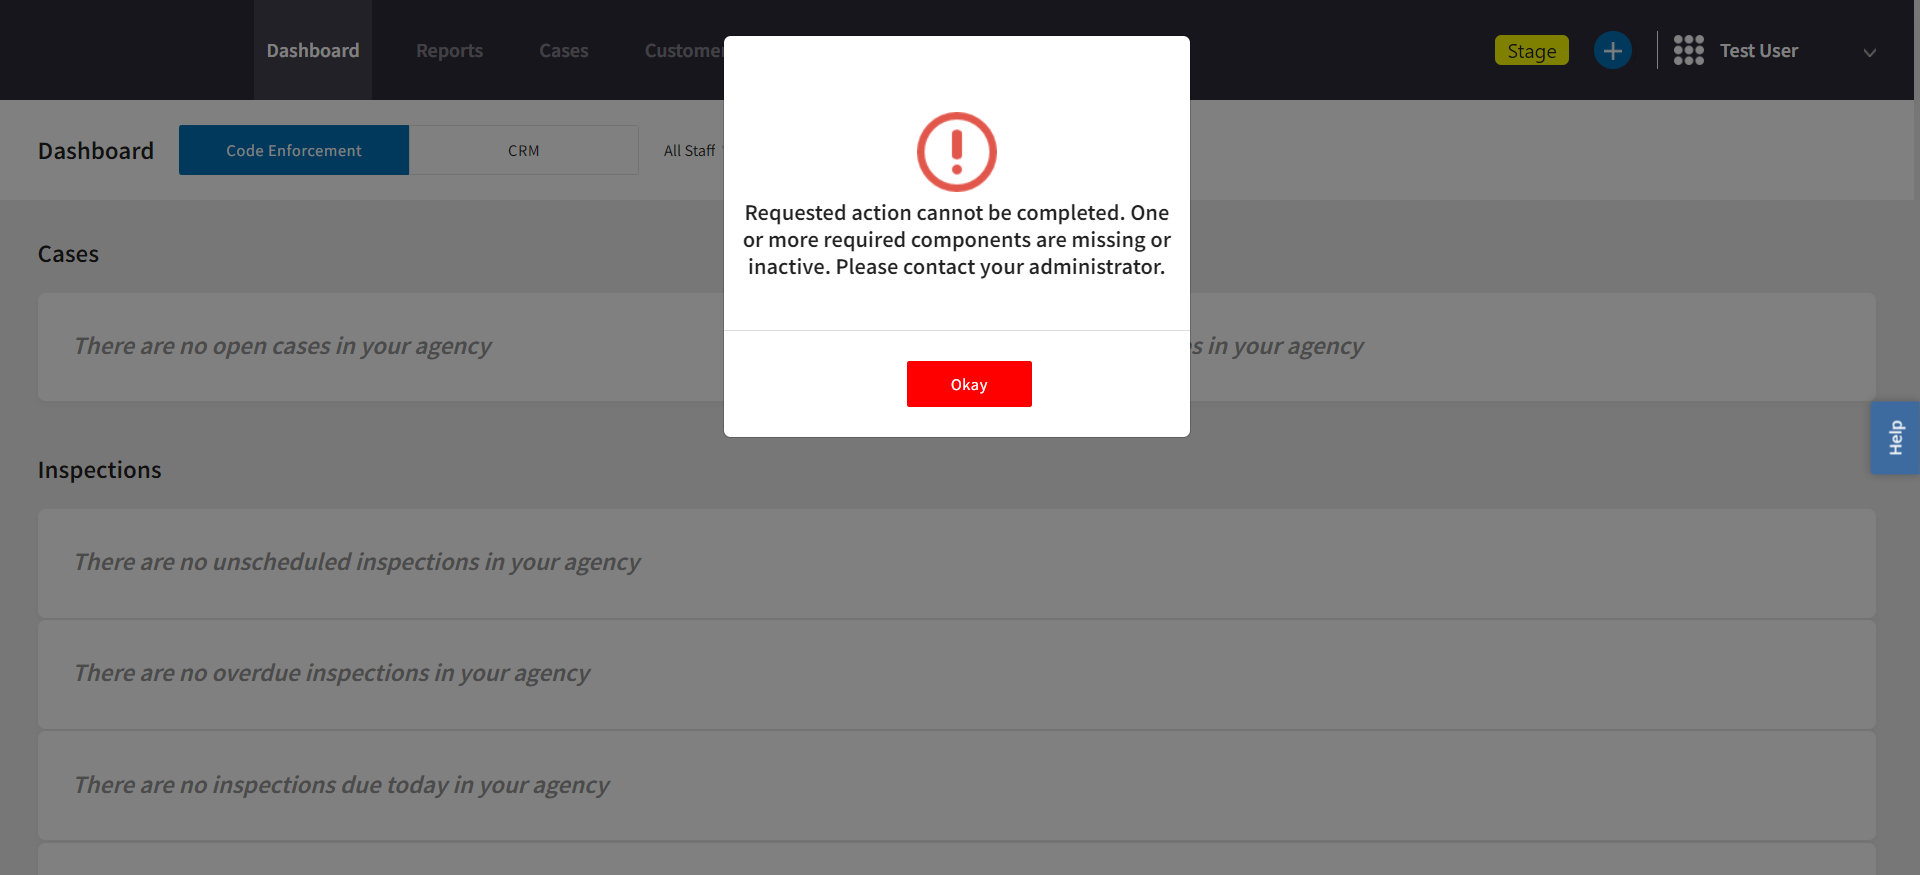 Dashboard Reports Cases Custome Stage Test User
Dashboard Code Enforcement CRM All Staff
Requested action cannot be completed. One
or more required components are missing or
inactive. Please contact your administrator.
Okay
Cases
There are no open cases in your agency
s in your agency
Help
Inspections
There are no unscheduled inspections in your agency
There are no overdue inspections in your agency
There are no inspections due today in your agency